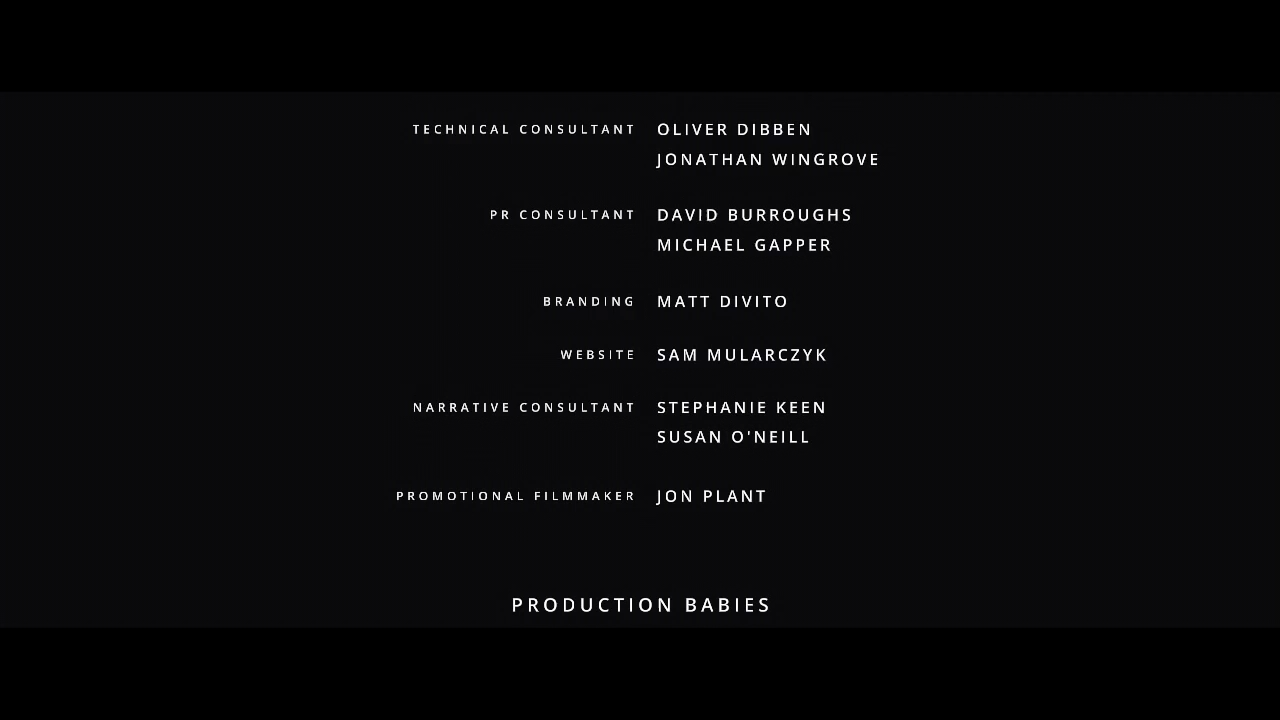 TECHNICAL CONSULTANT OLIVER DIBBEN
JONATHAN WINGROVE
PR CONSULTANT DAVID BURROUGHS
MICHAEL GAPPER
BRANDING MATT DIVITO
WEBSITE SAM MULARCZYK
NARRATIVE CONSULTANT STEPHANIE KEEN
SUSAN O'NEILL
PROMOTIONAL FILMMAKER JON PLANT
PRODUCTION BABIES